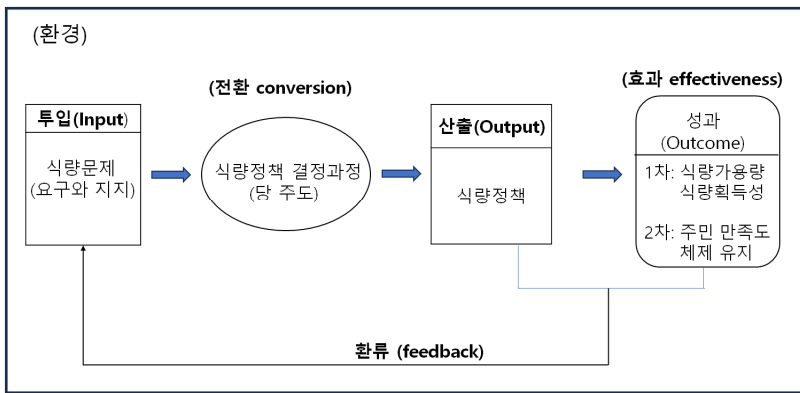 (환경)
(전환 conversion)
(효과 effectiveness)
투입(Input)
식량문제
(요구와 지지)
식량정책 결정과정
(당 주도)
산출(Output)
식량정책
성과
(Outcome)
1차: 식량가용량
식량획득성
2차: 주민 만족도
체제 유지
환류 (feedback)